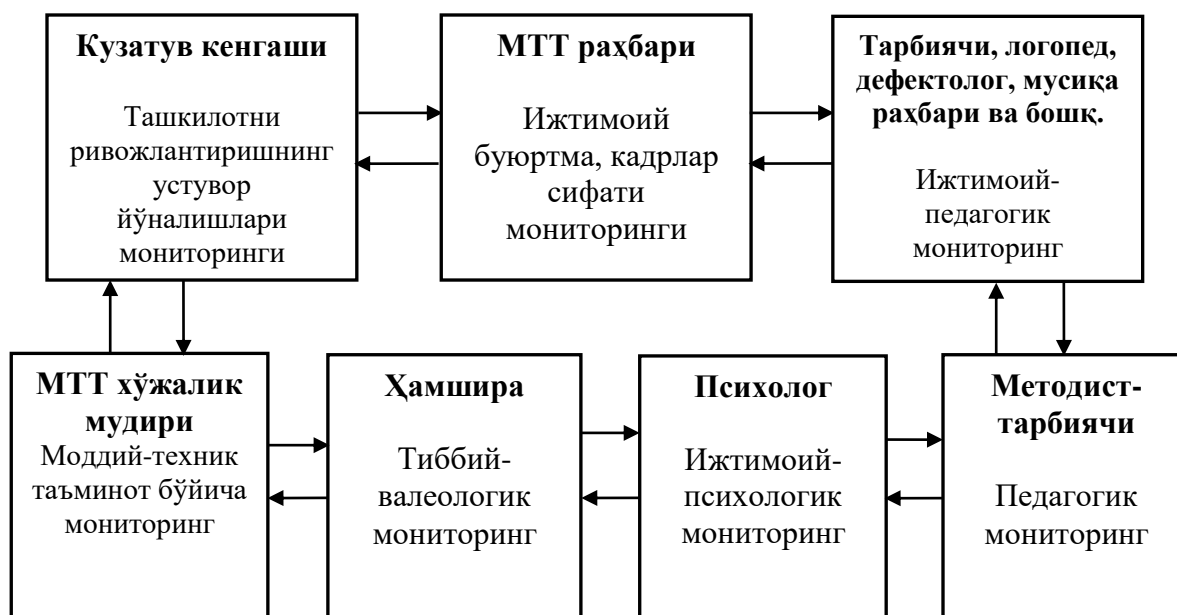 Кузатув кенгаши
Ташкилотни
ривожлантиришнинг
устувор
йўналишлари
мониторинги
МТТ раҳбари
Ижтимоий
буюртма, кадрлар
сифати
мониторинги
Тарбиячи, логопед,
дефектолог, мусиқа
раҳбари ва бошқ.
Ижтимоий-
педагогик
мониторинг
МТТ хўжалик
мудири
Моддий-техник
таъминот бўйича
мониторинг
Ҳамшира
Тиббий-
валеологик
мониторинг
Психолог
Ижтимоий-
психологик
мониторинг
Методист-
тарбиячи
Педагогик
мониторинг